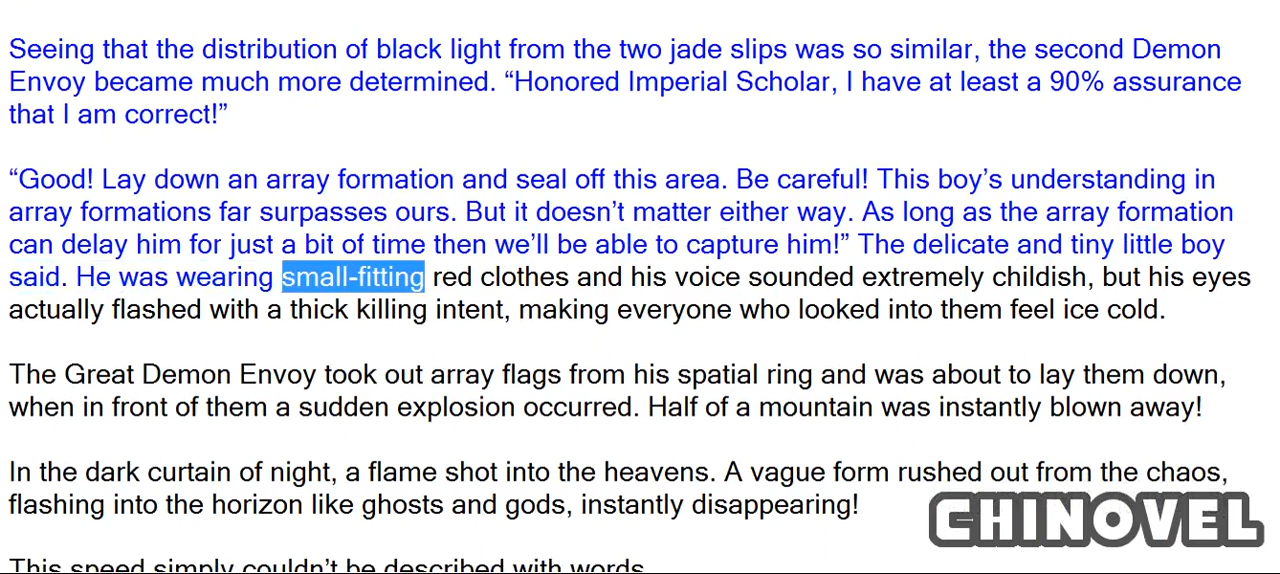 Seeing that the distribution of black light from the two jade slips was so similar, the second Demon
Envoy became much more determined. “Honored Imperial Scholar, I have at least a 90% assurance
that I am correct!”
“Good! Lay down an array formation and seal off this area. Be careful! This boy’s understanding in
array formations far surpasses ours. But it doesn’t matter either way. As long as the array formation
can delay him for just a bit of time then we’ll be able to capture him!” The delicate and tiny little boy
said. He was wearing small-fitting red clothes and his voice sounded extremely childish, but his eyes
actually flashed with a thick killing intent, making everyone who looked into them feel ice cold.
The Great Demon Envoy took out array flags from his spatial ring and was about to lay them down,
when in front of them a sudden explosion occurred. Half of a mountain was instantly blown away!
In the dark curtain of night, a flame shot into the heavens. A vague form rushed out from the chaos,
flashing into the horizon like ghosts and gods, instantly disappearing!
CHINOVEL
This speed simply couldn’t be described with words.